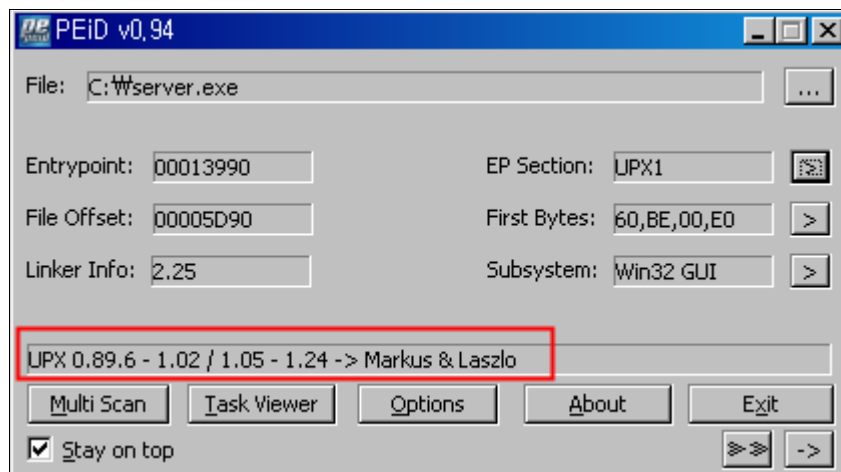 PEiD v0.94
File: C:₩server.exe ...
Entrypoint: 00013990 EP Section: UPX1 >
File Offset: 00005D90 First Bytes: 60,BE,00,E0 >
Linker Info: 2.25 Subsystem: Win32 GUI >
UPX 0.89.6 - 1.02 / 1.05 - 1.24 -> Markus & Laszlo
Multi Scan Task Viewer Options About Exit
Stay on top >> ->